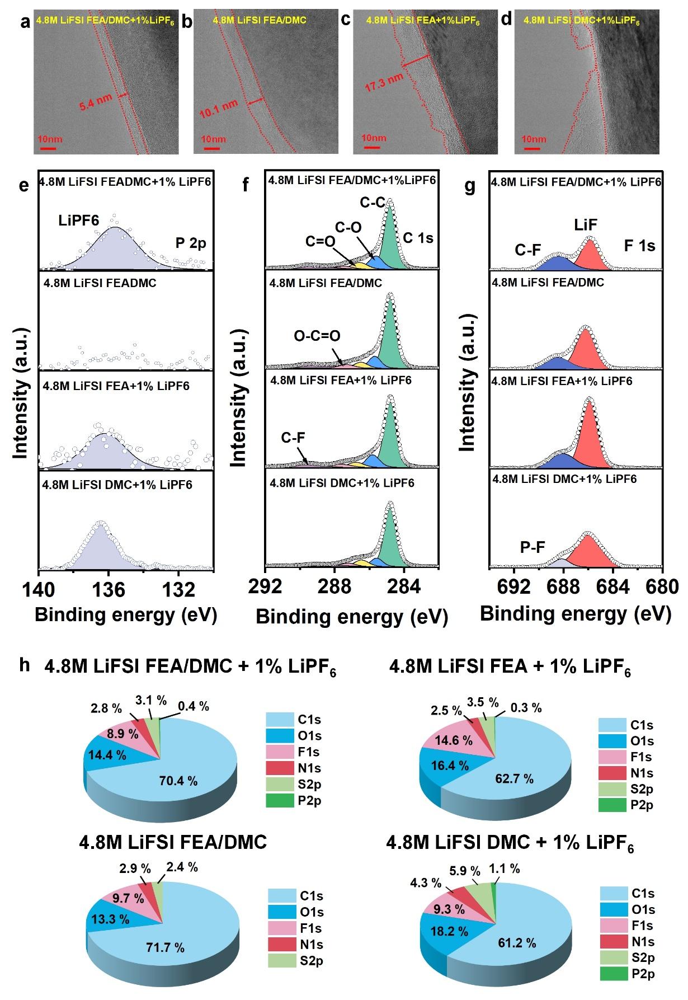 a
4.8M LiFSI FEA/DMC+1%LiPF6
5.4 nm
10nm
b
4.8M LiFSI FEA/DMC
10.1 nm
10nm
c
4.8M LiFSI FEA+1%LiPF6
17.3 nm
10nm
d
4.8M LiFSI DMC+1%LiPF6
10nm
e
4.8M LiFSI FEADMC+1% LiPF6
LiPF6
P 2p
4.8M LiFSI FEADMC
4.8M LiFSI FEA+1% LiPF6
4.8M LiFSI DMC+1% LiPF6
Intensity (a.u.)
140 136 132
Binding energy (eV)
f
4.8M LiFSI FEA/DMC+1%LiPF6
C-C
C-O
C=O
C 1s
4.8M LiFSI FEA/DMC
O-C=O
4.8M LiFSI FEA+1% LiPF6
C-F
4.8M LiFSI DMC+1% LiPF6
Intensity (a.u.)
292 288 284
Binding energy (eV)
g
4.8M LiFSI FEA/DMC+1% LiPF6
LiF
C-F
F 1s
4.8M LiFSI FEA/DMC
4.8M LiFSI FEA+1% LiPF6
4.8M LiFSI DMC+1% LiPF6
P-F
Intensity (a.u.)
692 688 684 680
Binding energy (eV)
h
4.8M LiFSI FEA/DMC + 1% LiPF6
2.8 %
3.1 %
0.4 %
8.9 %
14.4 %
70.4 %
C1s
O1s
F1s
N1s
S2p
P2p
4.8M LiFSI FEA + 1% LiPF6
2.5 %
3.5 %
0.3 %
14.6 %
16.4 %
62.7 %
C1s
O1s
F1s
N1s
S2p
P2p
4.8M LiFSI FEA/DMC
2.9 %
2.4 %
9.7 %
13.3 %
71.7 %
C1s
O1s
F1s
N1s
S2p
4.8M LiFSI DMC + 1% LiPF6
4.3 %
5.9 %
1.1 %
9.3 %
18.2 %
61.2 %
C1s
O1s
F1s
N1s
S2p
P2p